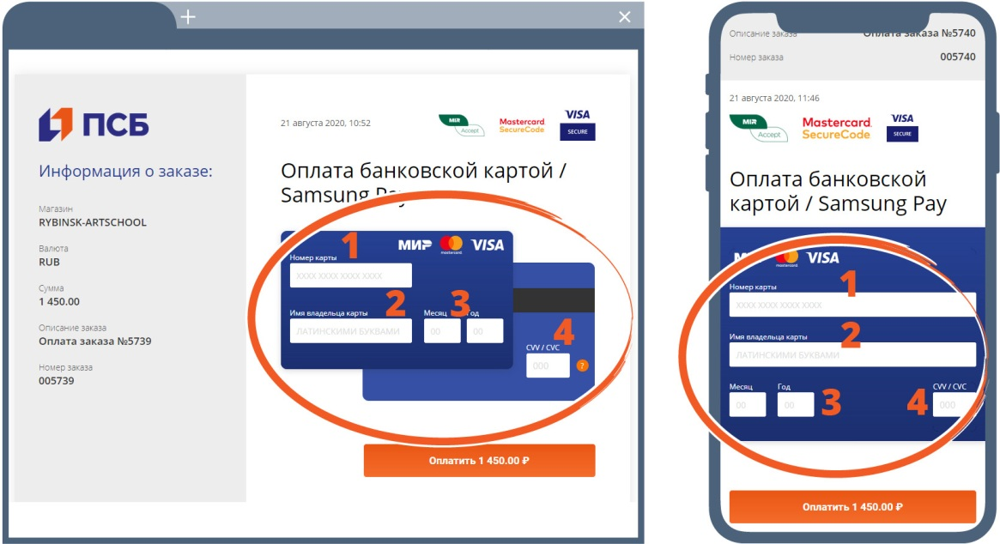 ПСБ
Информация о заказе:
Магазин
RYBINSK-ARTSCHOOL
Валюта
RUB
Сумма
1 450.00
Описание заказа
Оплата заказа №5739
Номер заказа
005739
21 августа 2020, 10:52
MIR Accept
Mastercard. SecureCode
VISA SECURE
Оплата банковской картой /
Samsung Pay
1
МИР mastercard VISA
Номер карты
XXXX XXXX XXXX XXXX
2 3
Имя владельца карты Месяц Год
ЛАТИНСКИМИ БУКВАМИ 00 00
4
CVV / CVC
000 ?
Оплатить 1 450.00 ₽
Описание заказа Оплата заказа №5740
Номер заказа 005740
21 августа 2020, 11:46
MIR Accept
Mastercard. SecureCode
VISA SECURE
Оплата банковской
картой / Samsung Pay
mastercard VISA
1
Номер карты
XXXX XXXX XXXX XXXX
2
Имя владельца карты
ЛАТИНСКИМИ БУКВАМИ
Месяц Год CVV / CVC
00 00 3 4 000
Оплатить 1 450.00 ₽